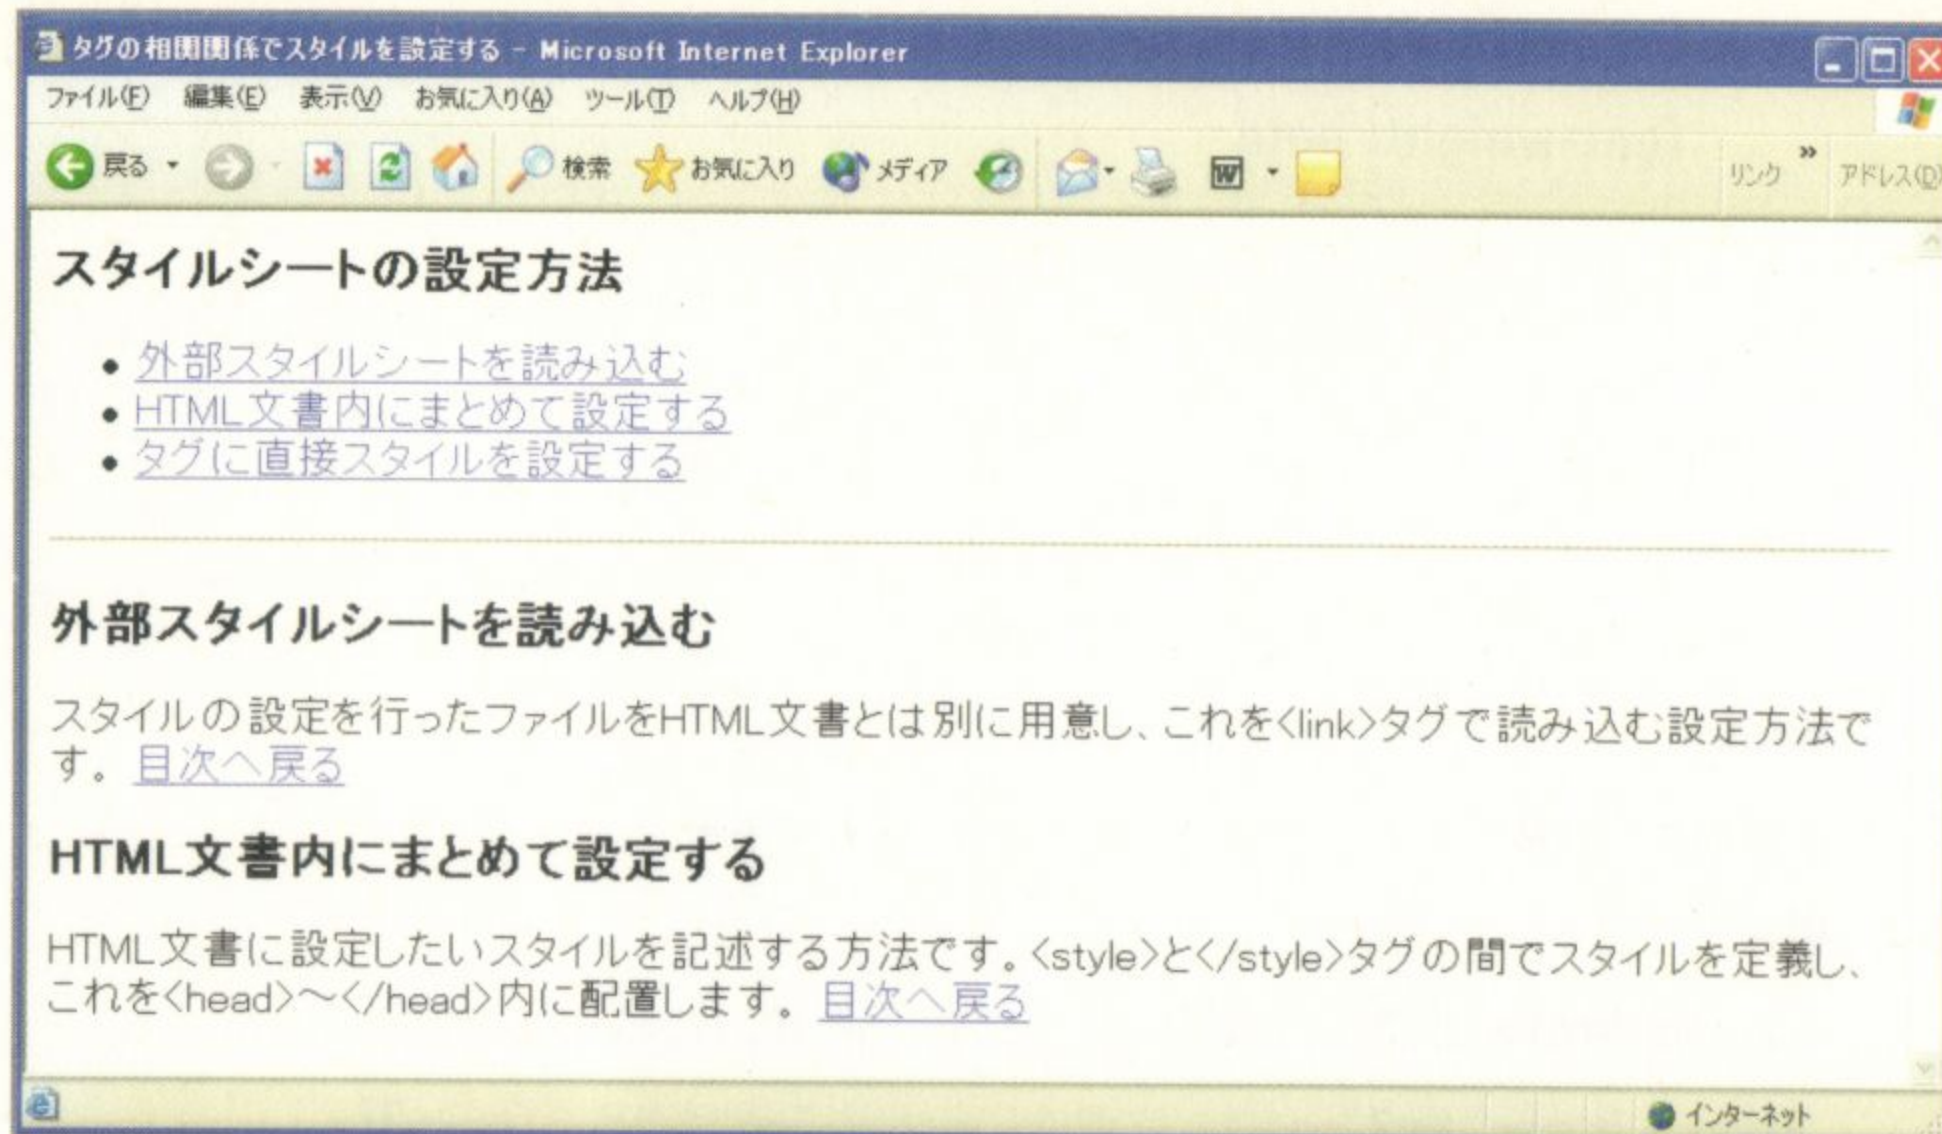 タグの相関関係でスタイルを設定する - Microsoft Internet Explorer
ファイル(F) 編集(E) 表示(V) お気に入り(A) ツール(T) ヘルプ(H)
戻る 検索 お気に入り メディア W リンク » アドレス(D)
スタイルシートの設定方法
• 外部スタイルシートを読み込む
• HTML文書内にまとめて設定する
• タグに直接スタイルを設定する
外部スタイルシートを読み込む
スタイルの設定を行ったファイルをHTML文書とは別に用意し、これを<link>タグで読み込む設定方法で
す。 目次へ戻る
HTML文書内にまとめて設定する
HTML文書に設定したいスタイルを記述する方法です。<style>と</style>タグの間でスタイルを定義し、
これを<head>～</head>内に配置します。 目次へ戻る
インターネット